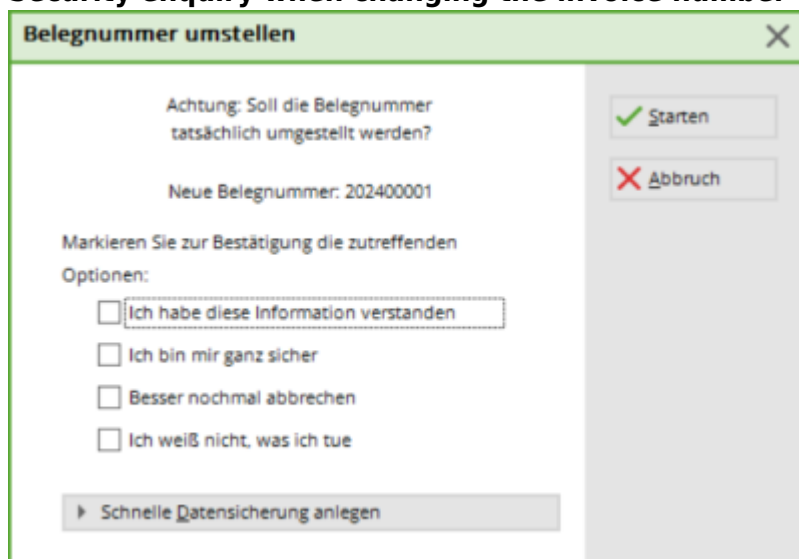 Security enquiry when changing the invoice number
Belegnummer umstellen
Achtung: Soll die Belegnummer
tatsächlich umgestellt werden?
Neue Belegnummer: 202400001
Markieren Sie zur Bestätigung die zutreffenden
Optionen:
Ich habe diese Information verstanden
Ich bin mir ganz sicher
Besser nochmal abbrechen
Ich weiß nicht, was ich tue
Schnelle Datensicherung anlegen
Starten
Abbruch